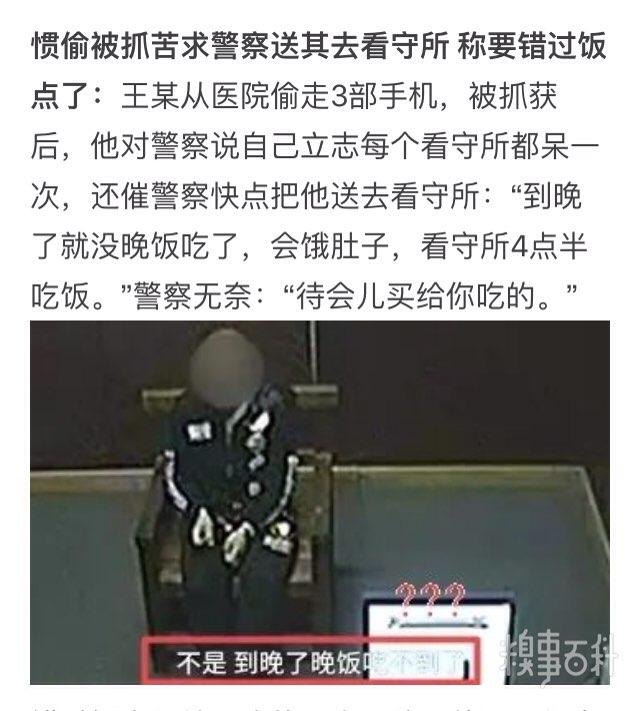 惯偷被抓苦求警察送其去看守所 称要错过饭
点了：王某从医院偷走3部手机，被抓获
后，他对警察说自己立志每个看守所都呆一
次，还催警察快点把他送去看守所：“到晚
了就没晚饭吃了，会饿肚子，看守所4点半
吃饭。”警察无奈：“待会儿买给你吃的。”
???
不是 到晚了晚饭吃不到了
糗事百科